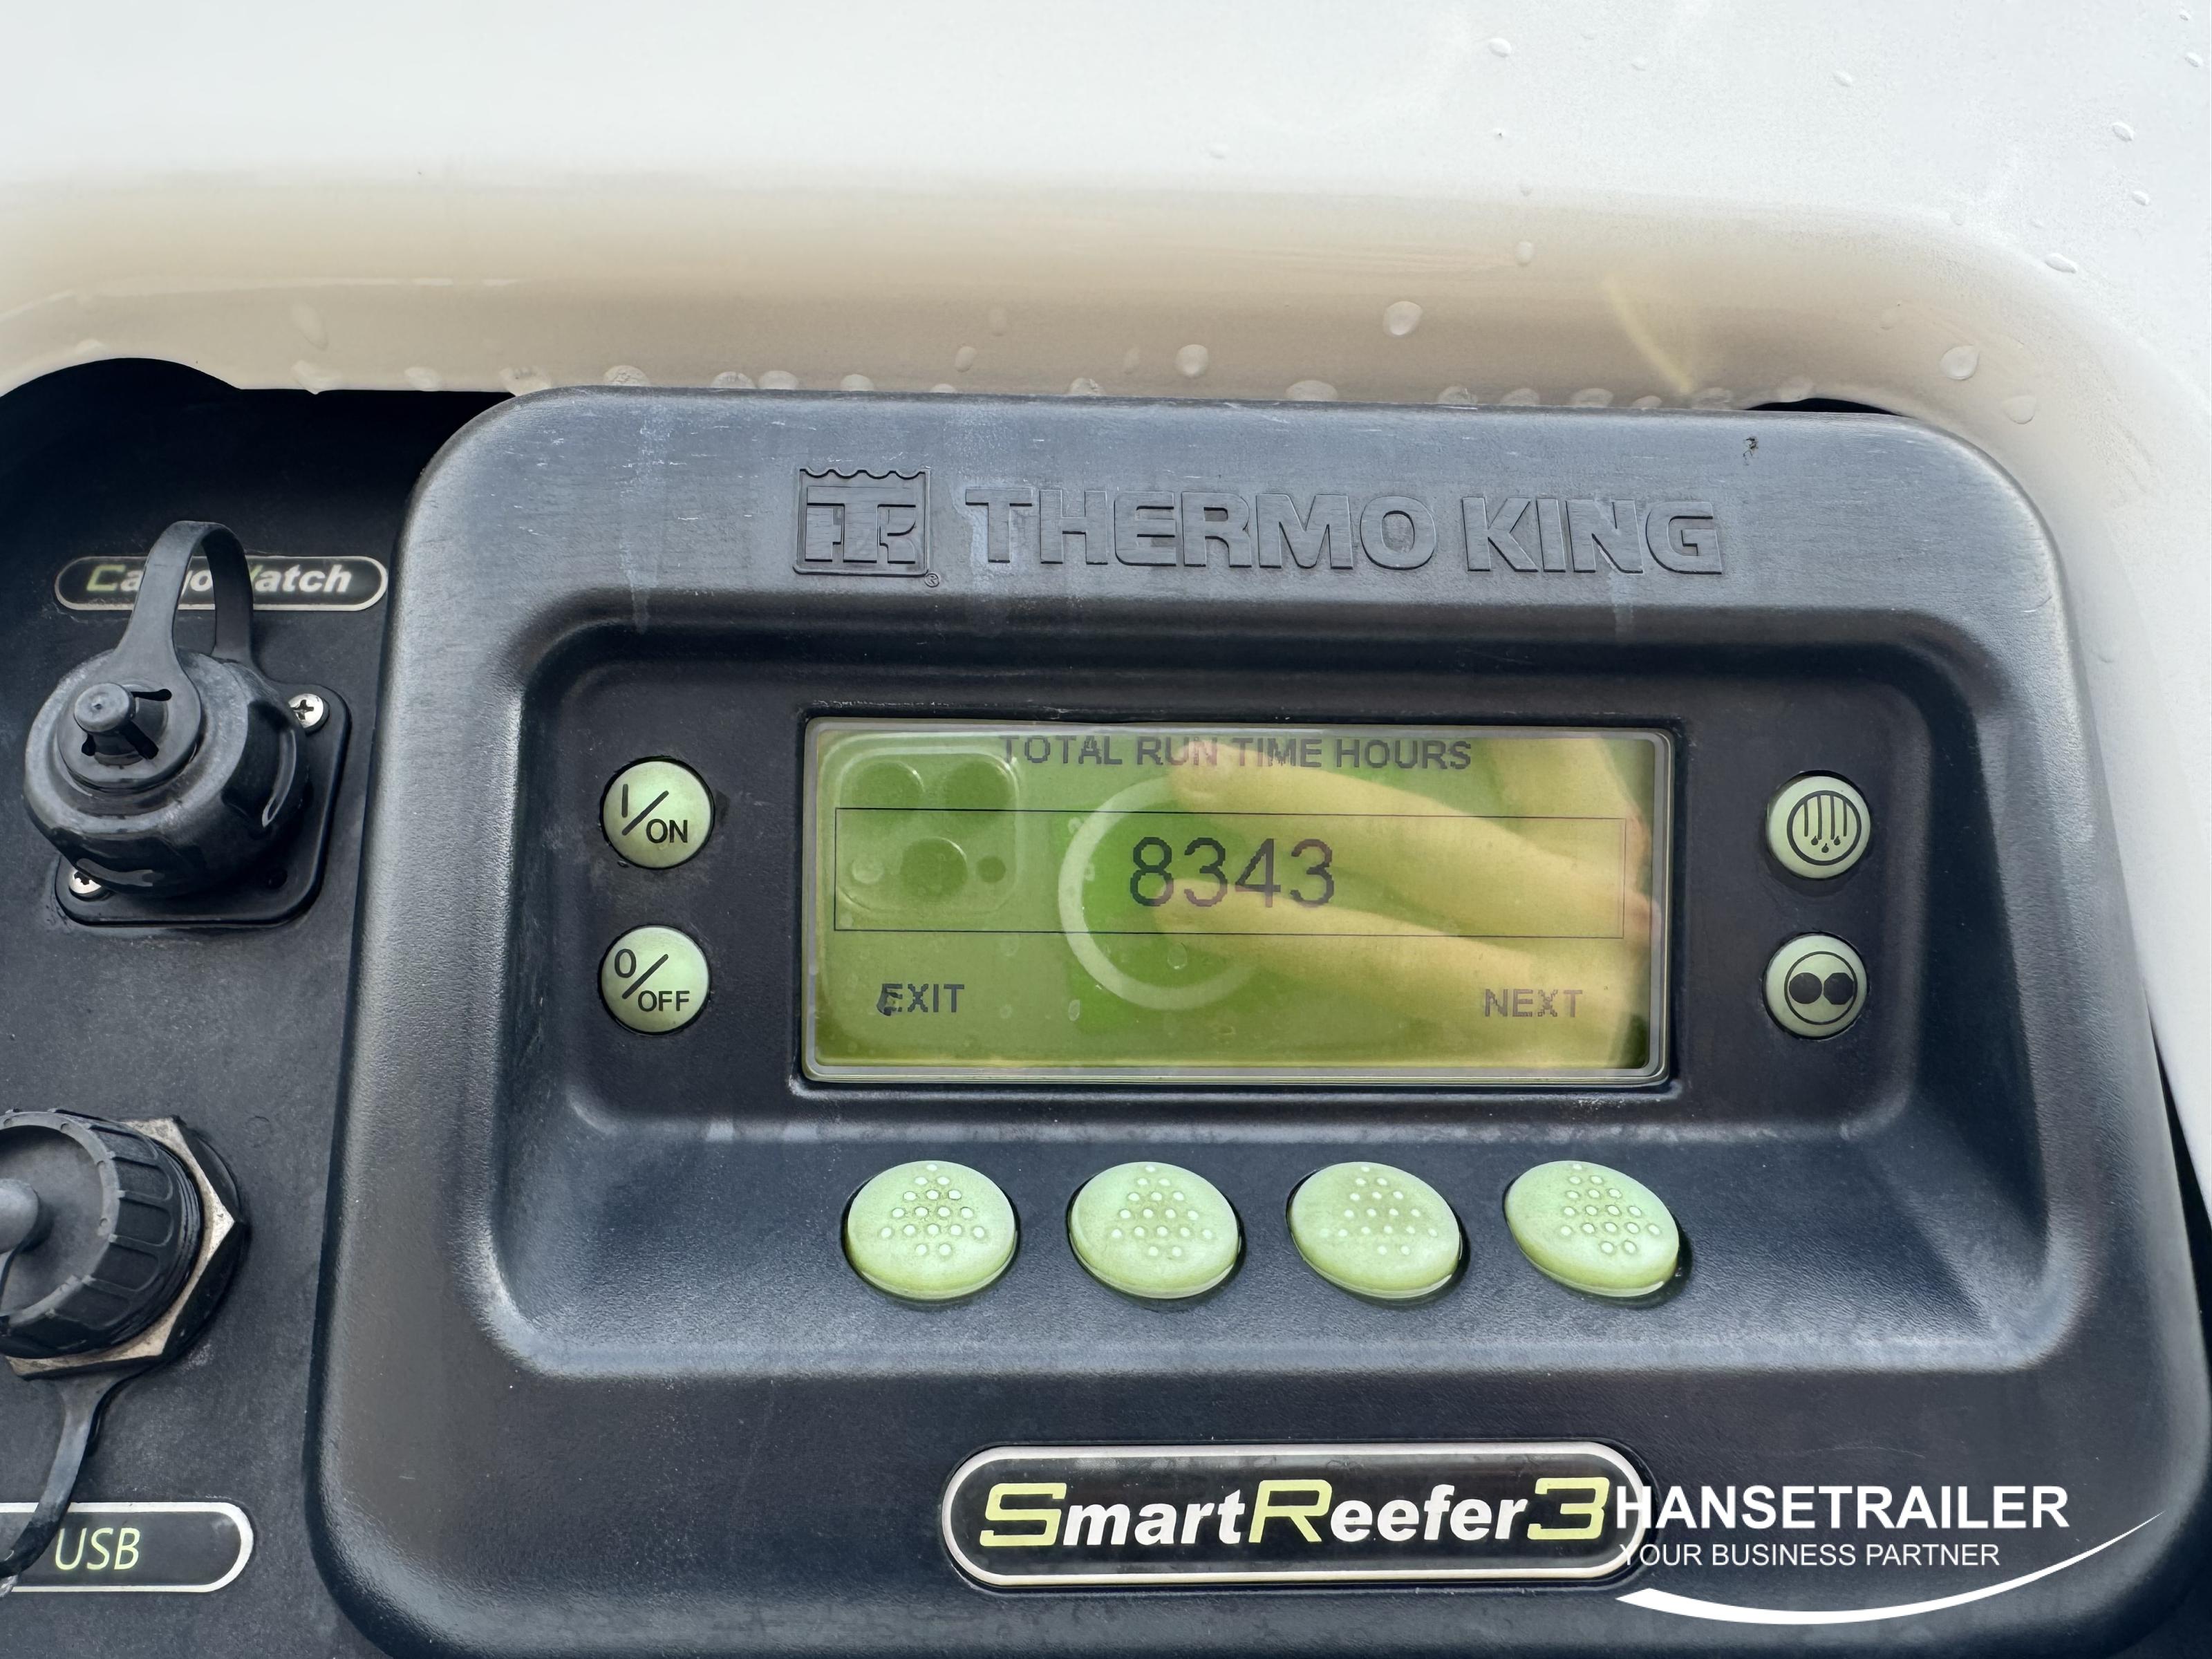 THERMO KING
CargoWatch
TOTAL RUN TIME HOURS
I/ON
8343
O/OFF
EXIT
NEXT
SmartReefer3
HANSETRAILER
YOUR BUSINESS PARTNER
USB